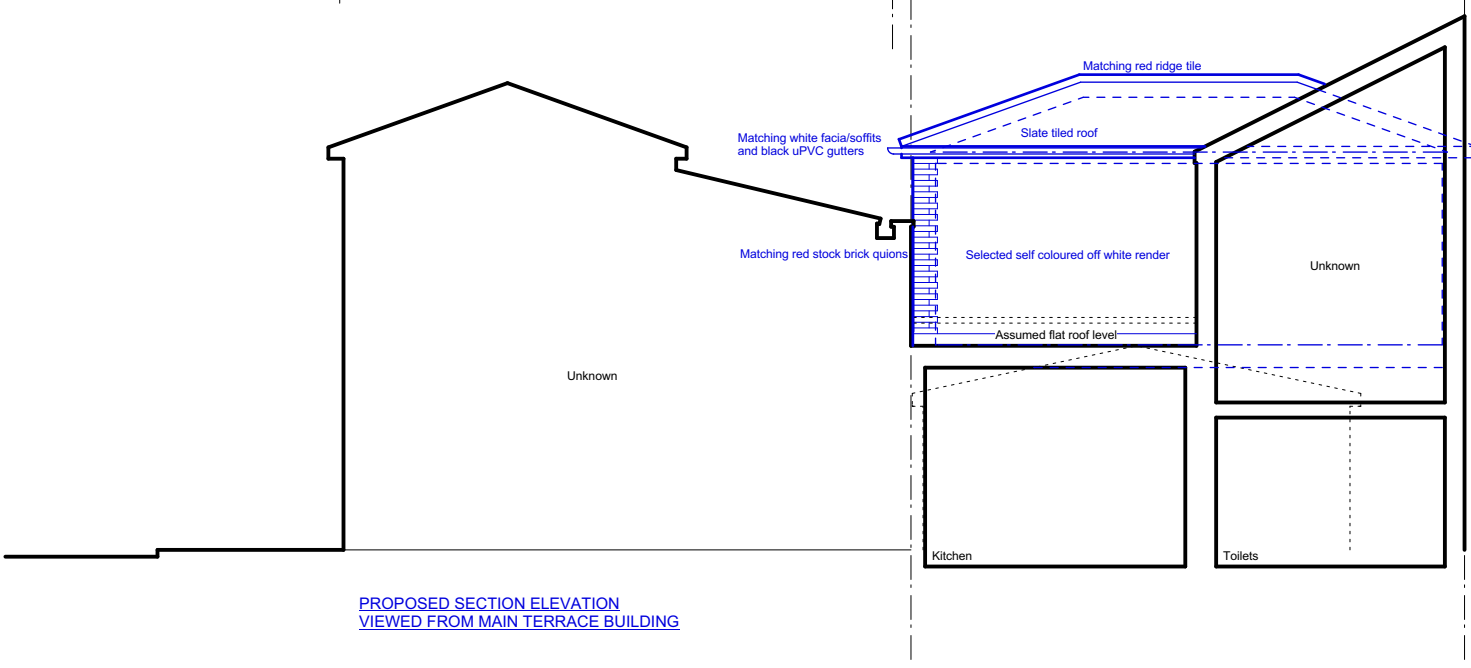 Matching red ridge tile
Matching white facia/soffits
and black uPVC gutters
Slate tiled roof
Matching red stock brick quions
Selected self coloured off white render
Unknown
Assumed flat roof level
Unknown
Kitchen
Toilets
PROPOSED SECTION ELEVATION
VIEWED FROM MAIN TERRACE BUILDING